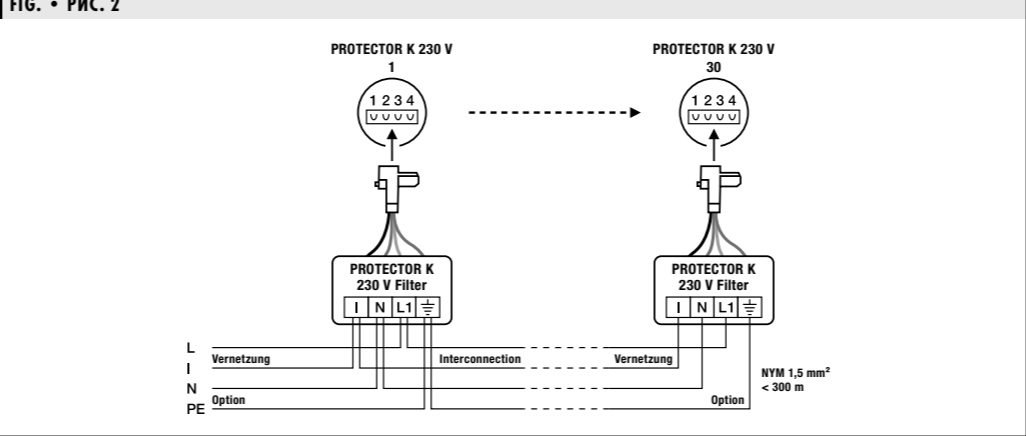 FIG. • РИС. 2
PROTECTOR K 230 V
1
PROTECTOR K 230 V
30
1 2 3 4
1 2 3 4
PROTECTOR K
230 V Filter
I N L1
PROTECTOR K
230 V Filter
I N L1
L
Vernetzung
Interconnection
Vernetzung
I
N
NYM 1,5 mm²
< 300 m
PE
Option
Option